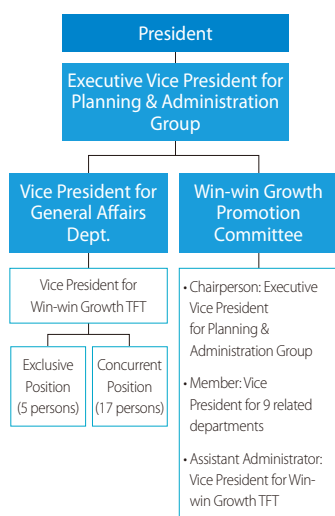 President
Executive Vice President for
Planning & Administration
Group
Vice President for
General Affairs
Dept.
Win-win Growth
Promotion
Committee
Vice President for
Win-win Growth TFT
Exclusive
Position
(5 persons)
Concurrent
Position
(17 persons)
• Chairperson: Executive
Vice President
for Planning &
Administration Group
• Member: Vice
President for 9 related
departments
• Assistant Administrator:
Vice President for Win-
win Growth TFT